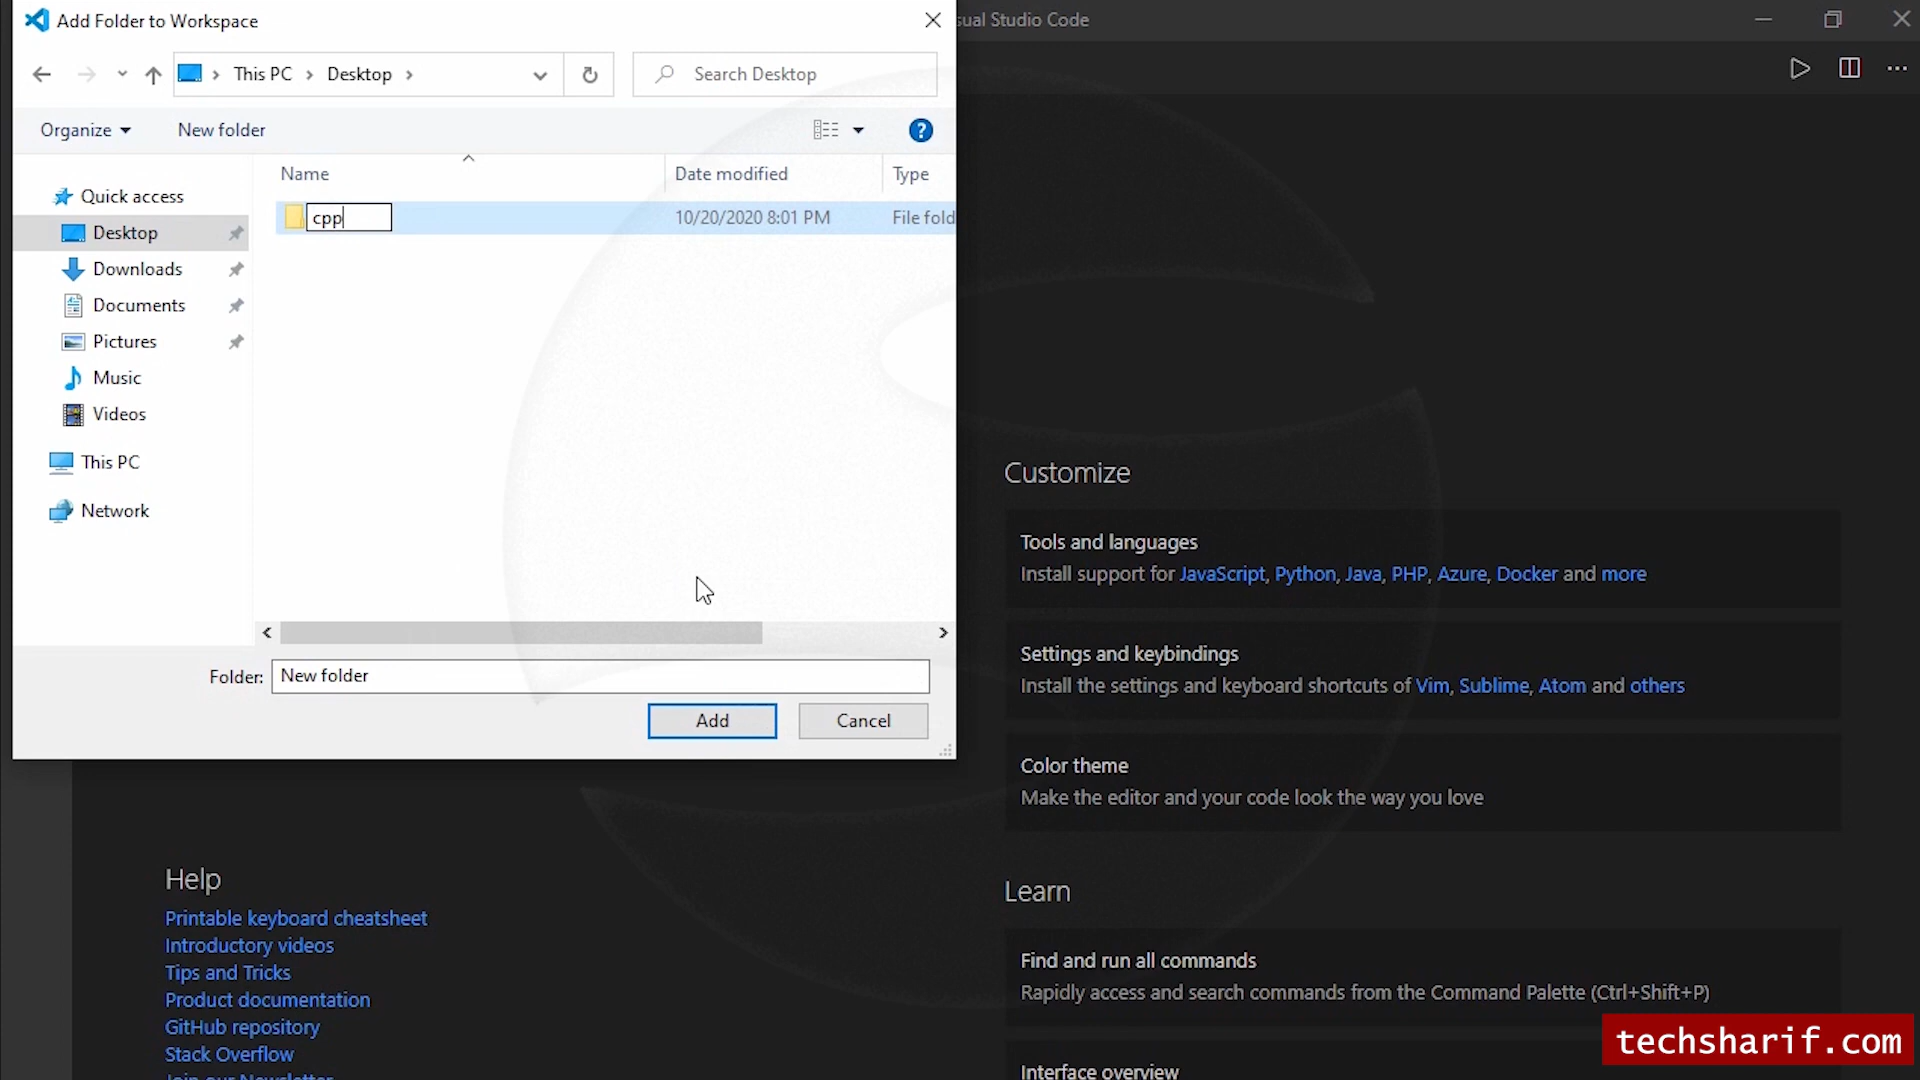 Add Folder to Workspace
sual Studio Code
This PC
Desktop
Search Desktop
Organize
New folder
?
Name
Date modified
Type
Quick access
Desktop
Downloads
Documents
Pictures
Music
Videos
This PC
Network
cpp
10/20/2020 8:01 PM
File fold
Folder:
New folder
Add
Cancel
Customize
Tools and languages
Install support for JavaScript, Python, Java, PHP, Azure, Docker and more
Settings and keybindings
Install the settings and keyboard shortcuts of Vim, Sublime, Atom and others
Color theme
Make the editor and your code look the way you love
Help
Printable keyboard cheatsheet
Introductory videos
Tips and Tricks
Product documentation
GitHub repository
Stack Overflow
Join our Newsletter
Learn
Find and run all commands
Rapidly access and search commands from the Command Palette (Ctrl+Shift+P)
Interface overview
techsharif.com